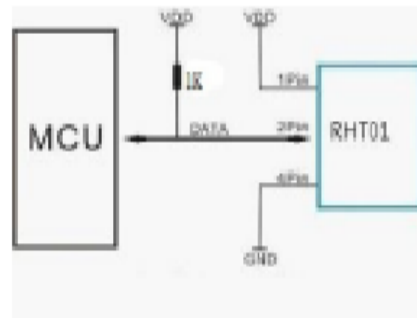 VDD
VDD
1K
1Pin
MCU
DATA
2Pin
RHT01
4Pin
GND